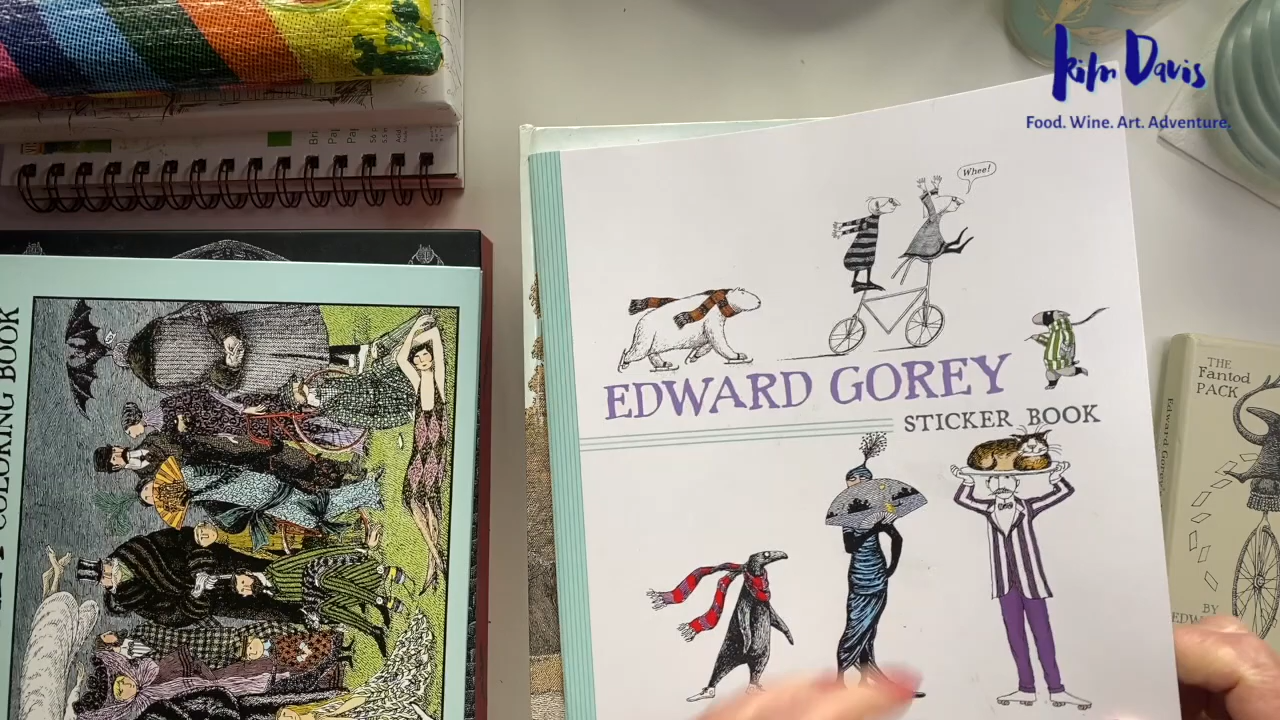 Kim Davis
Food. Wine. Art. Adventure.
Whee!
EDWARD GOREY
STICKER BOOK
COLORING BOOK
THE
Fantod
PACK
BY
Edward Gorey